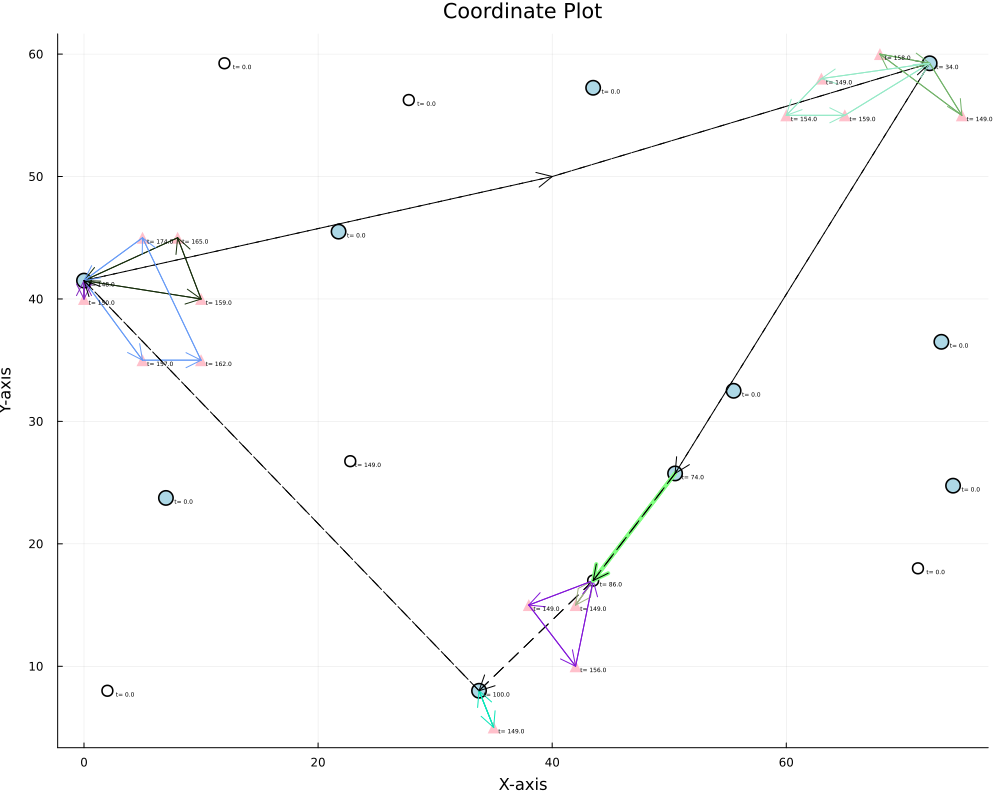 Coordinate Plot
60
t= 158.0
t= 0.0
t= 34.0
t= 149.0
t= 0.0
t= 0.0
t= 154.0
t= 159.0
t= 149.0
50
t= 0.0
t= 174.0
t= 165.0
40
t= 159.0
t= 0.0
t= 157.0
t= 162.0
30
t= 0.0
t= 149.0
t= 74.0
t= 0.0
t= 0.0
20
t= 0.0
t= 86.0
t= 149.0
t= 149.0
10
t= 156.0
t= 0.0
t= 100.0
t= 149.0
0
20
40
60
X-axis
Y-axis